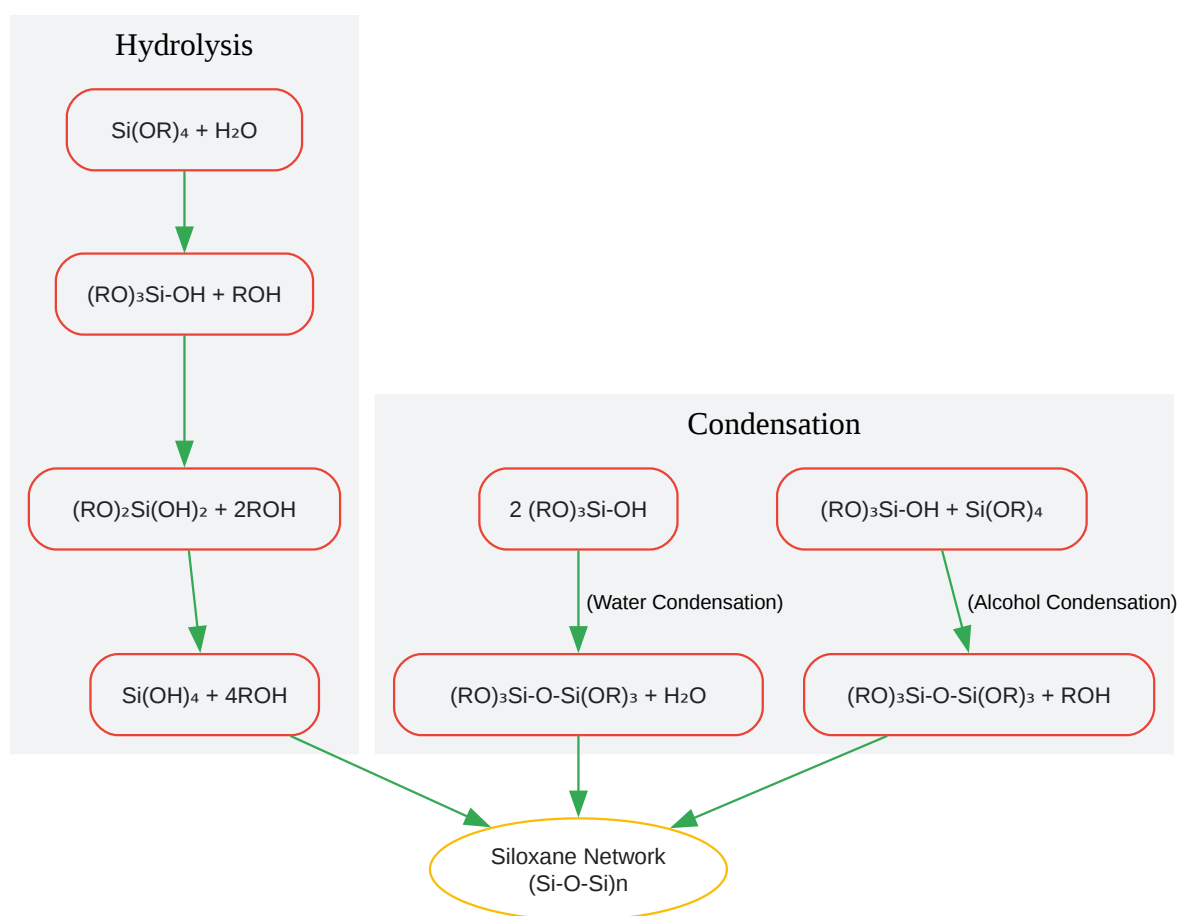 Hydrolysis
Si(OR)₄ + H₂O
(RO)₃Si-OH + ROH
(RO)₂Si(OH)₂ + 2ROH
Si(OH)₄ + 4ROH
Condensation
2 (RO)₃Si-OH
(RO)₃Si-OH + Si(OR)₄
(Water Condensation)
(Alcohol Condensation)
(RO)₃Si-O-Si(OR)₃ + H₂O
(RO)₃Si-O-Si(OR)₃ + ROH
Siloxane Network
(Si-O-Si)n